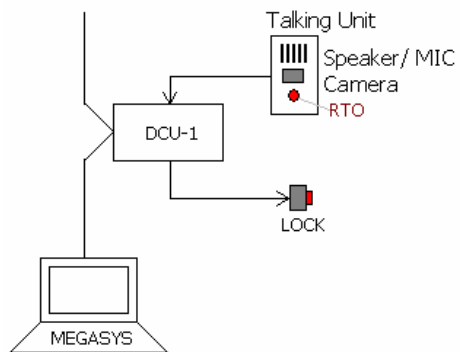 Talking Unit
Speaker/ MIC
Camera
RTO
DCU-1
LOCK
MEGASYS